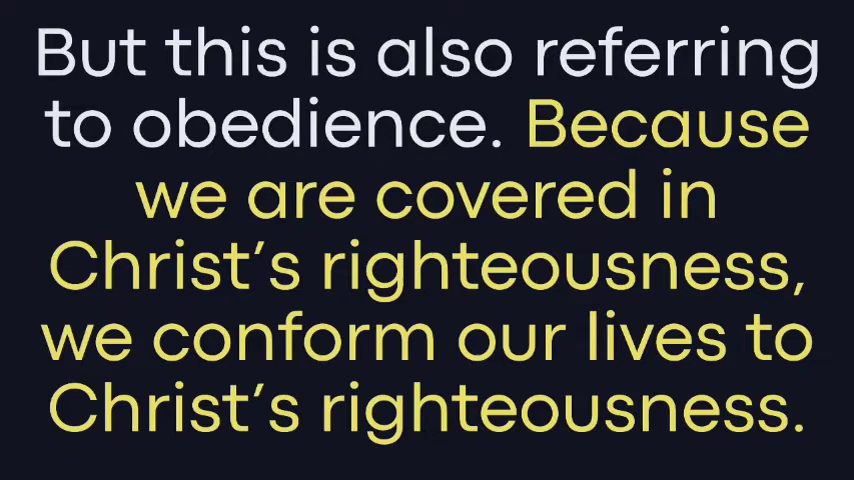 But this is also referring
to obedience. Because
we are covered in
Christ’s righteousness,
we conform our lives to
Christ’s righteousness.